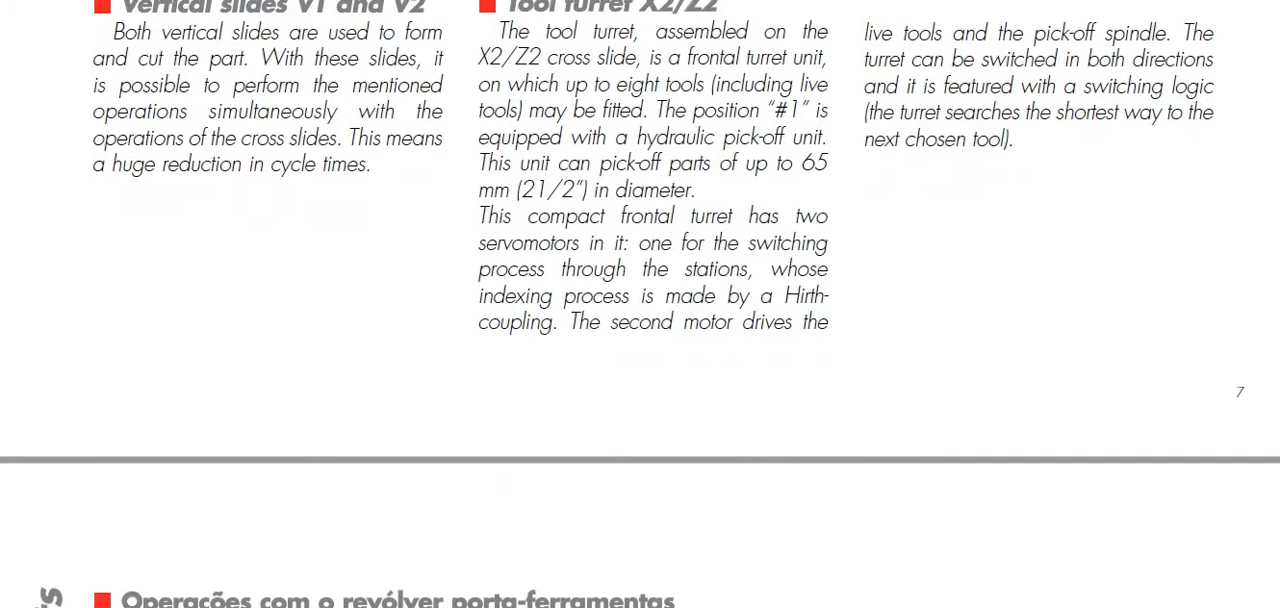 Vertical slides V1 and V2
Both vertical slides are used to form
and cut the part. With these slides, it
is possible to perform the mentioned
operations simultaneously with the
operations of the cross slides. This means
a huge reduction in cycle times.
Tool turret X2/Z2
The tool turret, assembled on the
X2/Z2 cross slide, is a frontal turret unit,
on which up to eight tools (including live
tools) may be fitted. The position "#1" is
equipped with a hydraulic pick-off unit.
This unit can pick-off parts of up to 65
mm (21/2") in diameter.
This compact frontal turret has two
servomotors in it: one for the switching
process through the stations, whose
indexing process is made by a Hirth-
coupling. The second motor drives the
live tools and the pick-off spindle. The
turret can be switched in both directions
and it is featured with a switching logic
(the turret searches the shortest way to the
next chosen tool).
7
Operações com o revólver porta-ferramentas